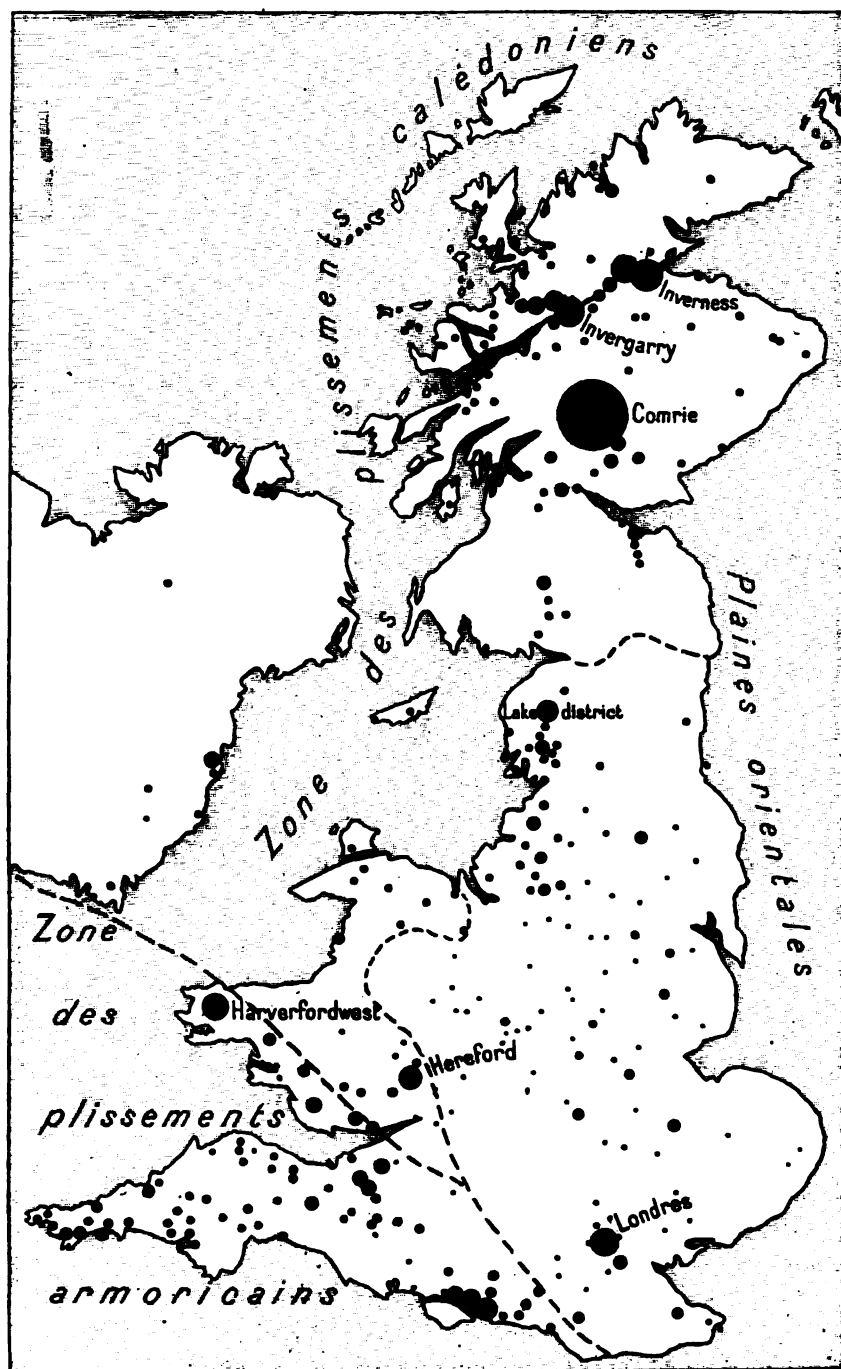 Zone des plissements calédoniens
Inverness
Invergarry
Comrie
Plaines orientales
Lake district
Zone
des
plissements
armoricains
Harverfordwest
Hereford
Londres